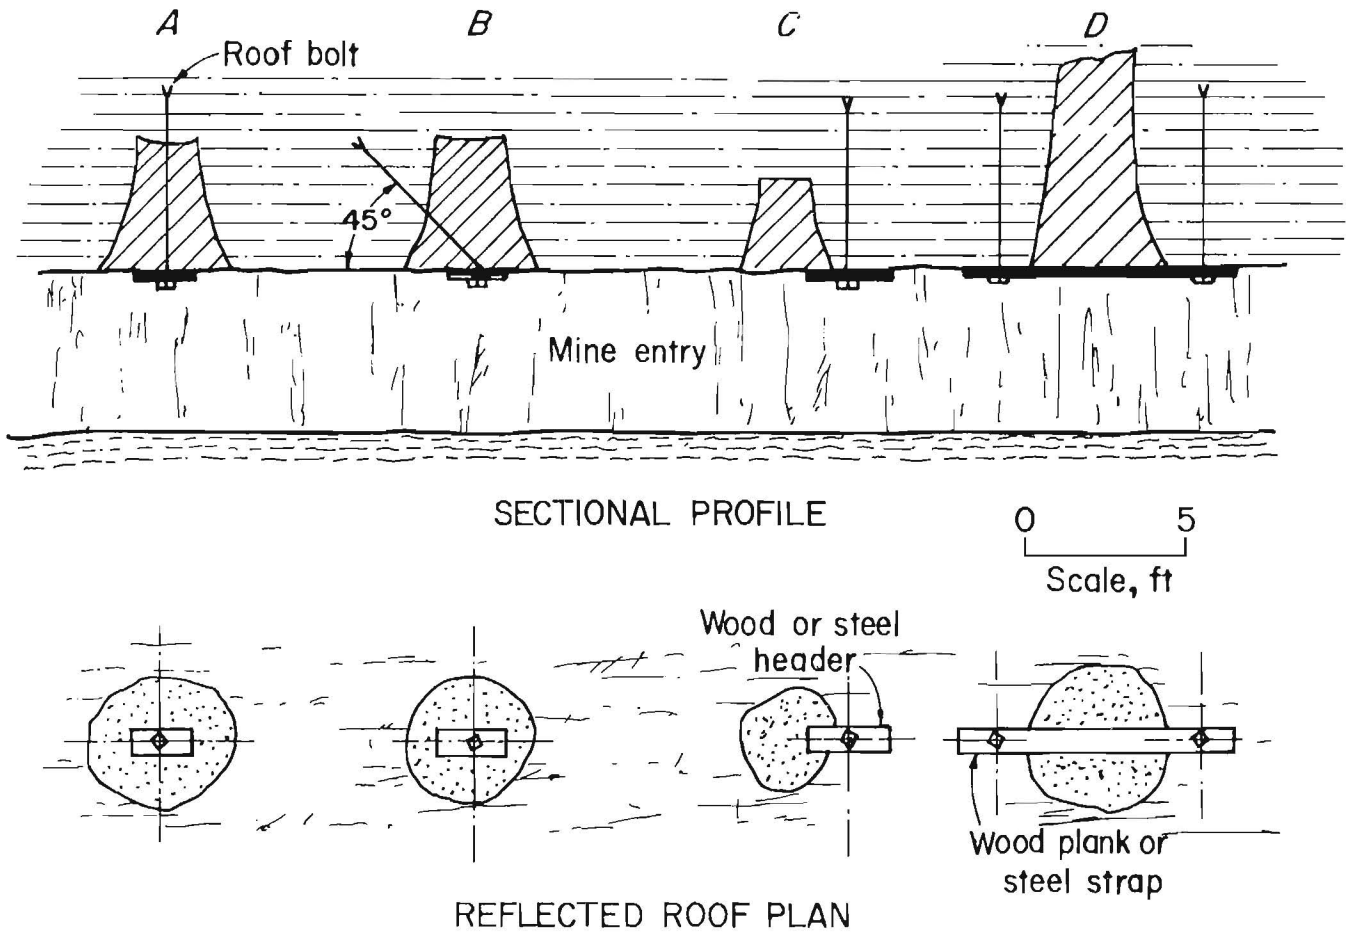 A B C D
Roof bolt
45°
Mine entry
SECTIONAL PROFILE
0 5
Scale, ft
Wood or steel
header
Wood plank or
steel strap
REFLECTED ROOF PLAN